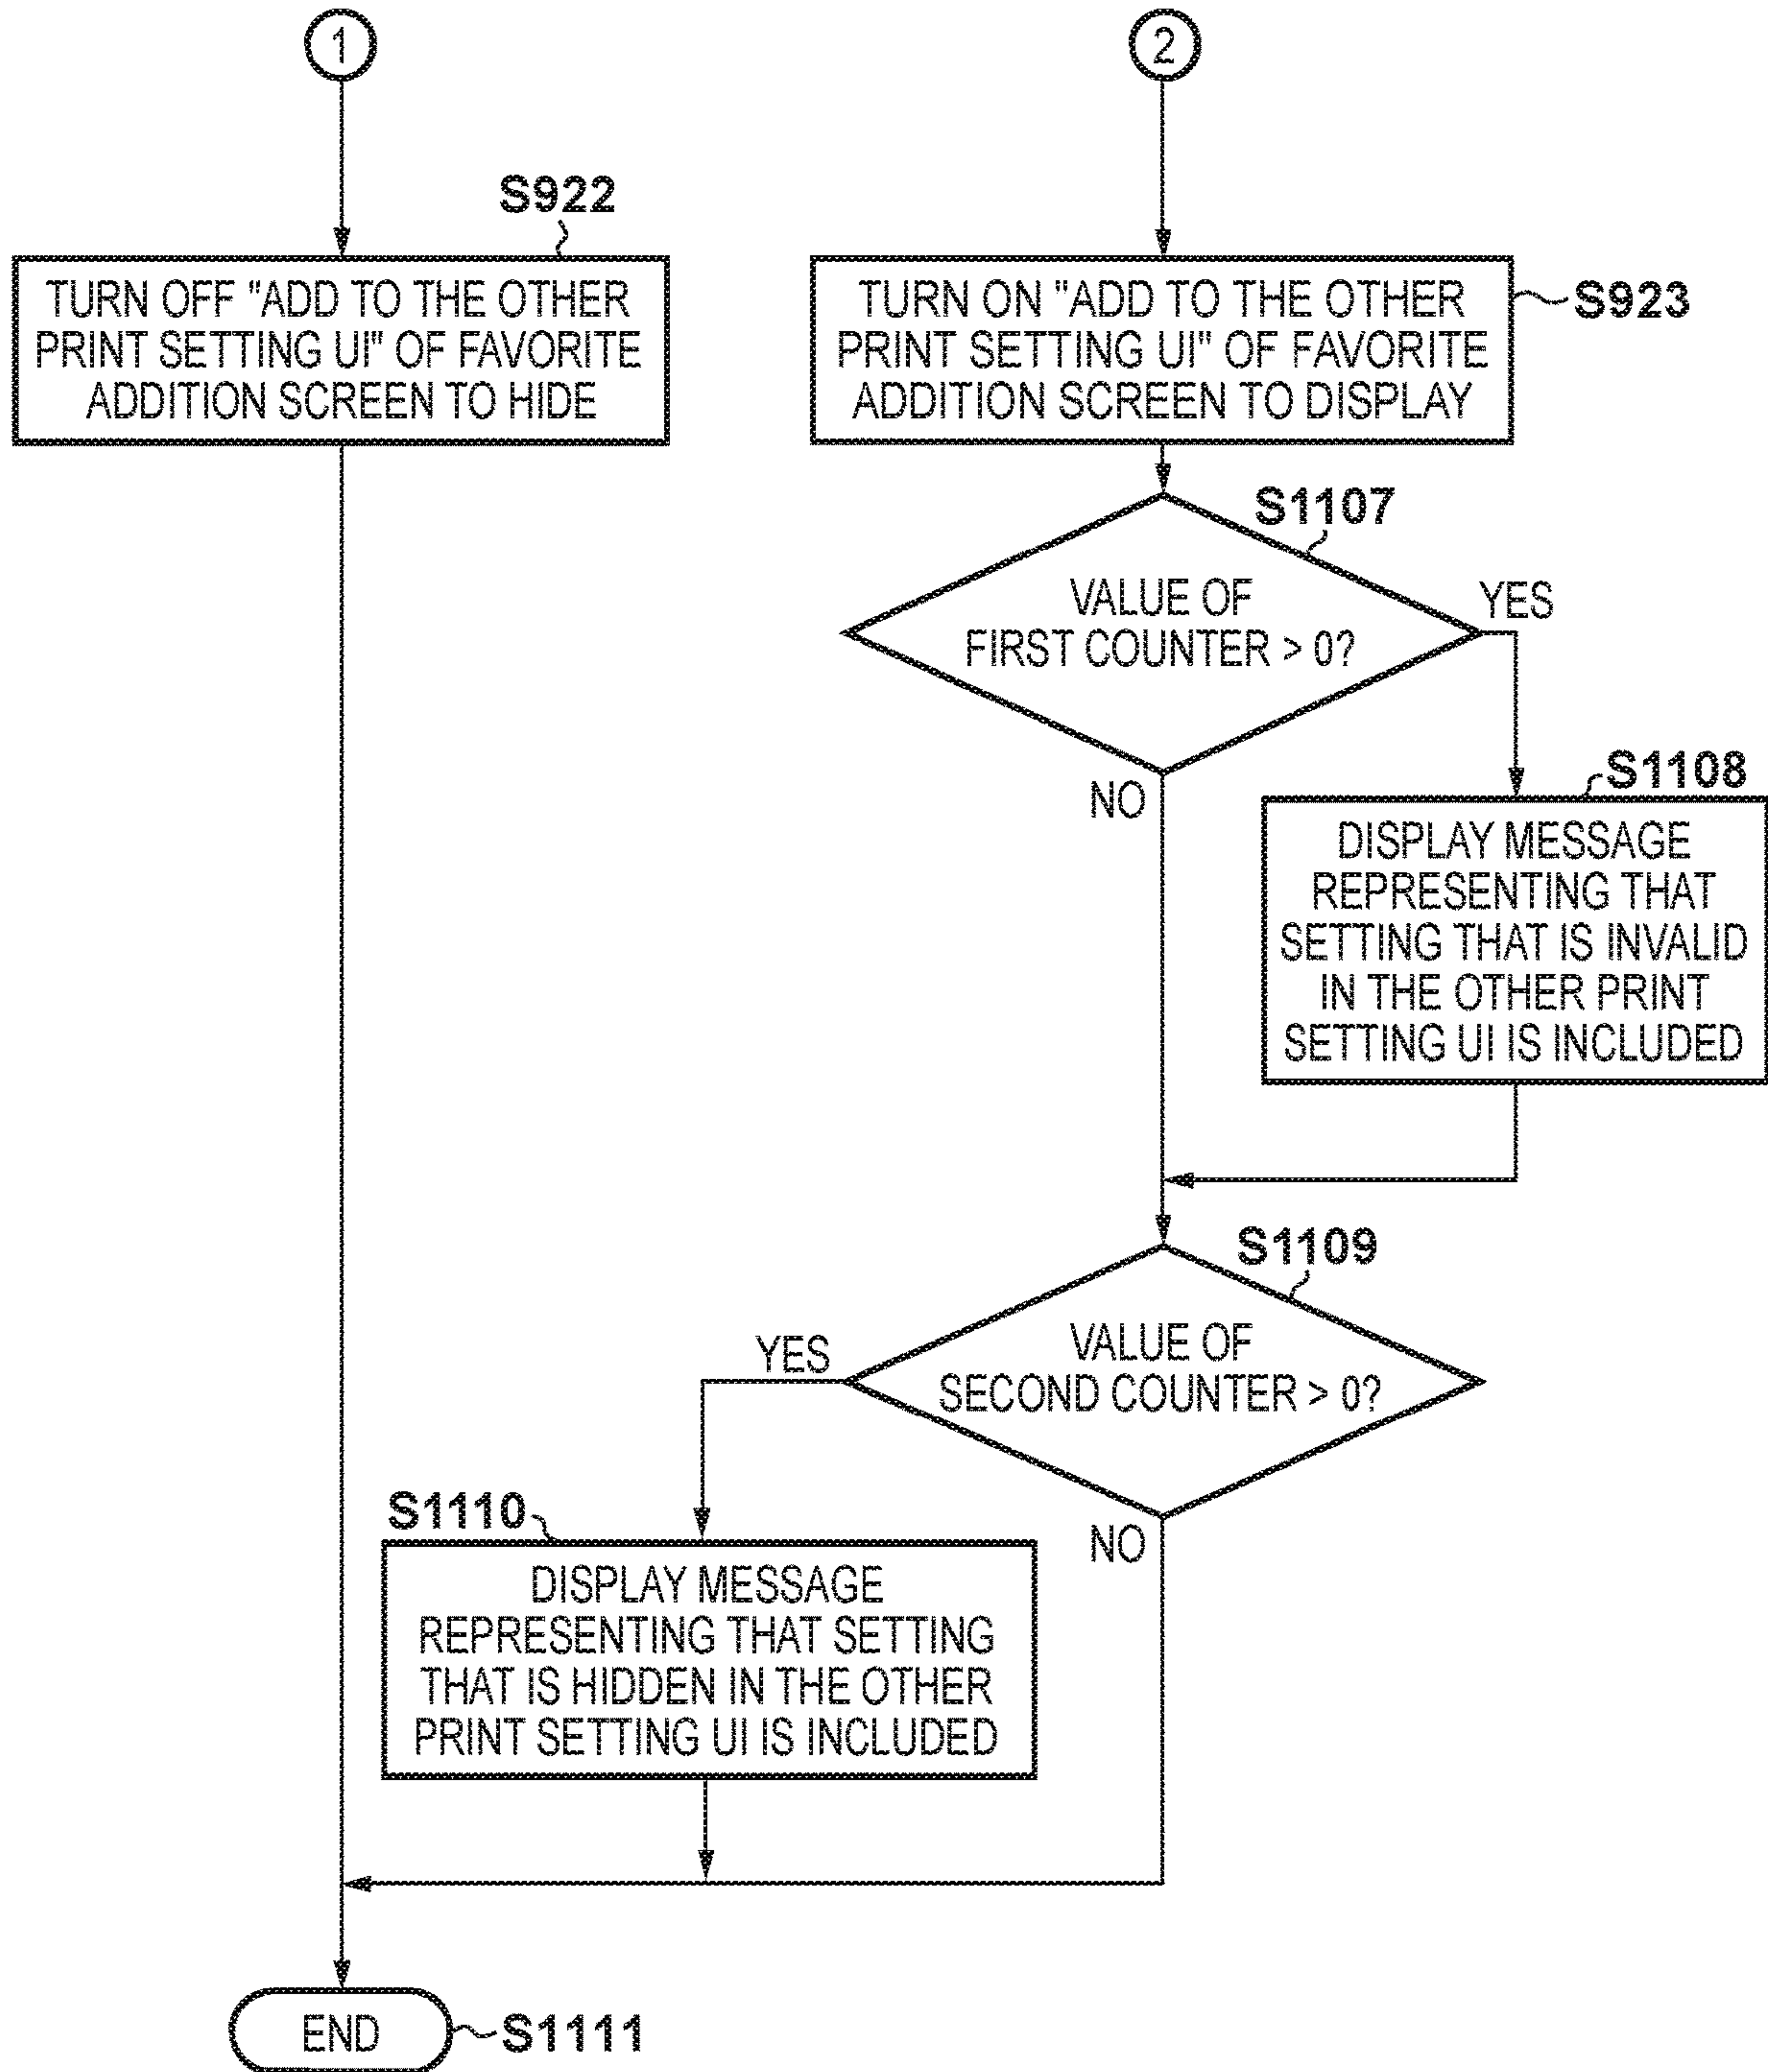 1
2
S922
TURN OFF "ADD TO THE OTHER
PRINT SETTING UI" OF FAVORITE
ADDITION SCREEN TO HIDE
TURN ON "ADD TO THE OTHER
PRINT SETTING UI" OF FAVORITE
ADDITION SCREEN TO DISPLAY
S923
S1107
VALUE OF
FIRST COUNTER > 0?
YES
NO
S1108
DISPLAY MESSAGE
REPRESENTING THAT
SETTING THAT IS INVALID
IN THE OTHER PRINT
SETTING UI IS INCLUDED
S1109
VALUE OF
SECOND COUNTER > 0?
YES
NO
S1110
DISPLAY MESSAGE
REPRESENTING THAT SETTING
THAT IS HIDDEN IN THE OTHER
PRINT SETTING UI IS INCLUDED
END
S1111